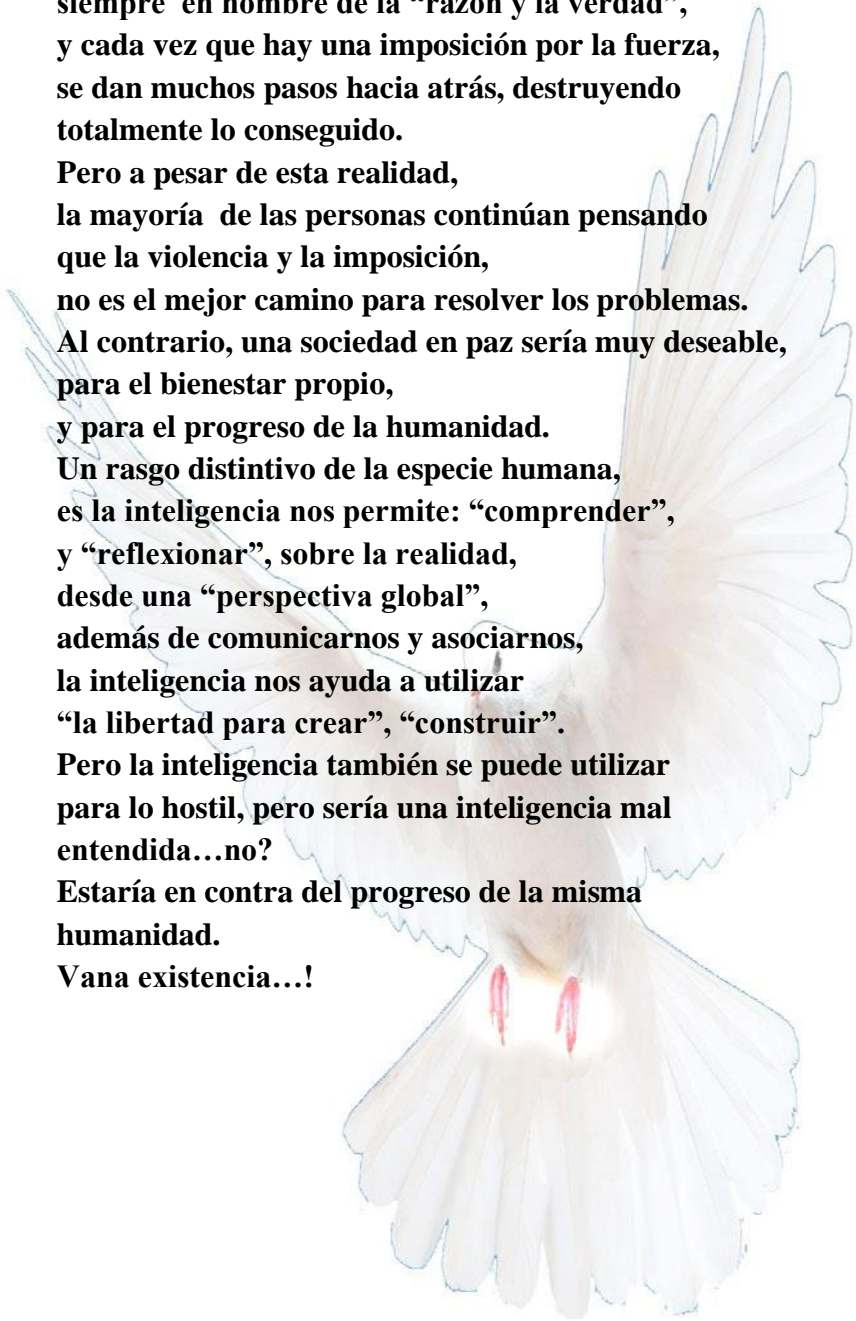 siempre  en nombre de la “razón y la verdad”,
y cada vez que hay una imposición por la fuerza,
se dan muchos pasos hacia atrás, destruyendo
totalmente lo conseguido.
Pero a pesar de esta realidad,
la mayoría  de las personas continúan pensando
que la violencia y la imposición,
no es el mejor camino para resolver los problemas.
Al contrario, una sociedad en paz sería muy deseable,
para el bienestar propio,
y para el progreso de la humanidad.
Un rasgo distintivo de la especie humana,
es la inteligencia nos permite: “comprender”,
y “reflexionar”, sobre la realidad,
desde una “perspectiva global”,
además de comunicarnos y asociarnos,
la inteligencia nos ayuda a utilizar
“la libertad para crear”, “construir”.
Pero la inteligencia también se puede utilizar
para lo hostil, pero sería una inteligencia mal
entendida…no?
Estaría en contra del progreso de la misma
humanidad.
Vana existencia…!